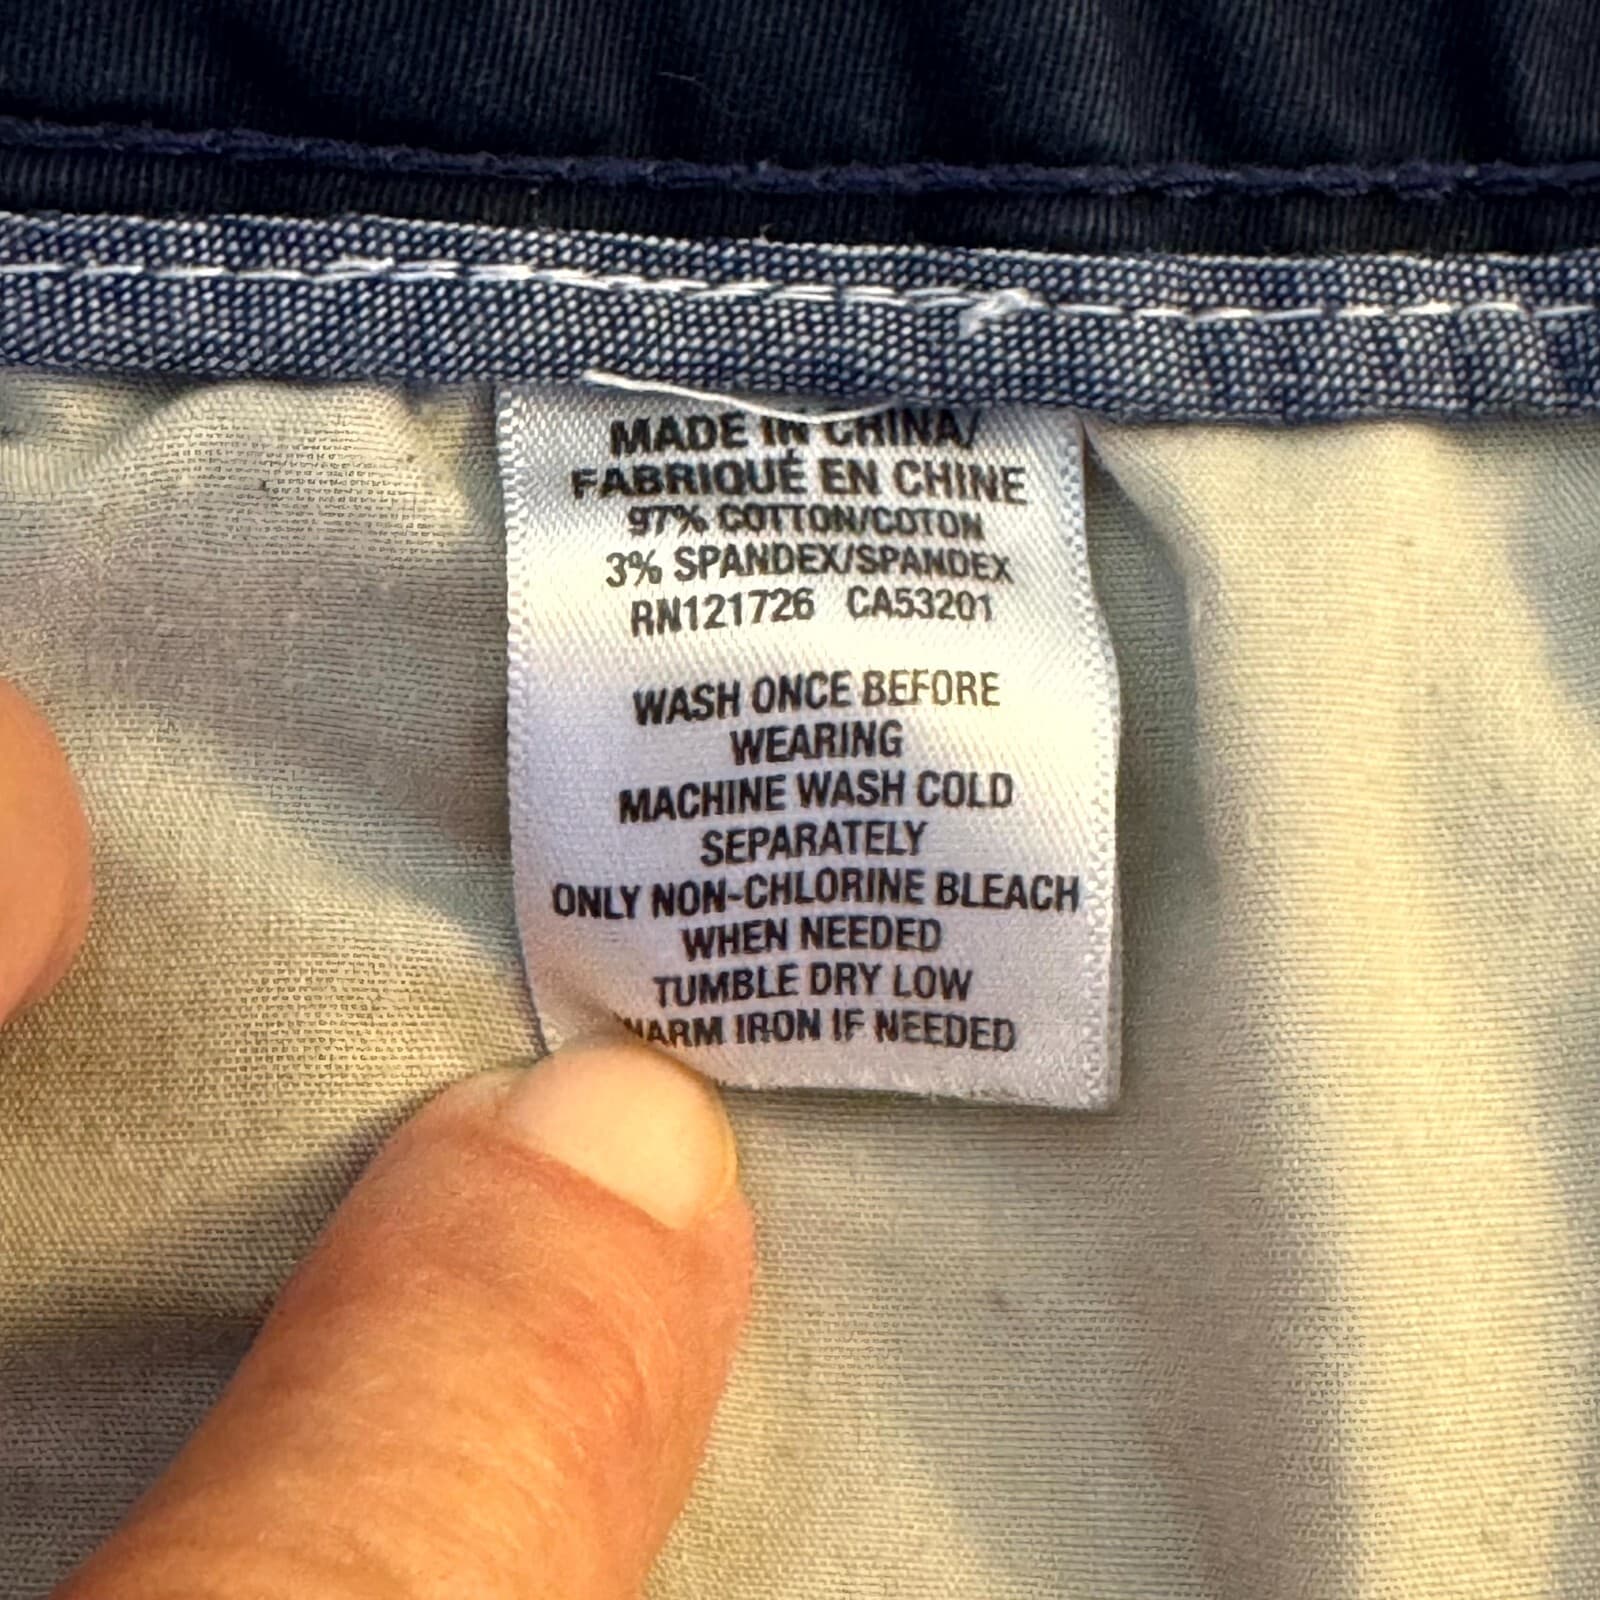 MADE IN CHINA/
FABRIQUÉ EN CHINE
97% COTTON/COTON
3% SPANDEX/SPANDEX
RN121726 CA53201
WASH ONCE BEFORE
WEARING
MACHINE WASH COLD
SEPARATELY
ONLY NON-CHLORINE BLEACH
WHEN NEEDED
TUMBLE DRY LOW
WARM IRON IF NEEDED